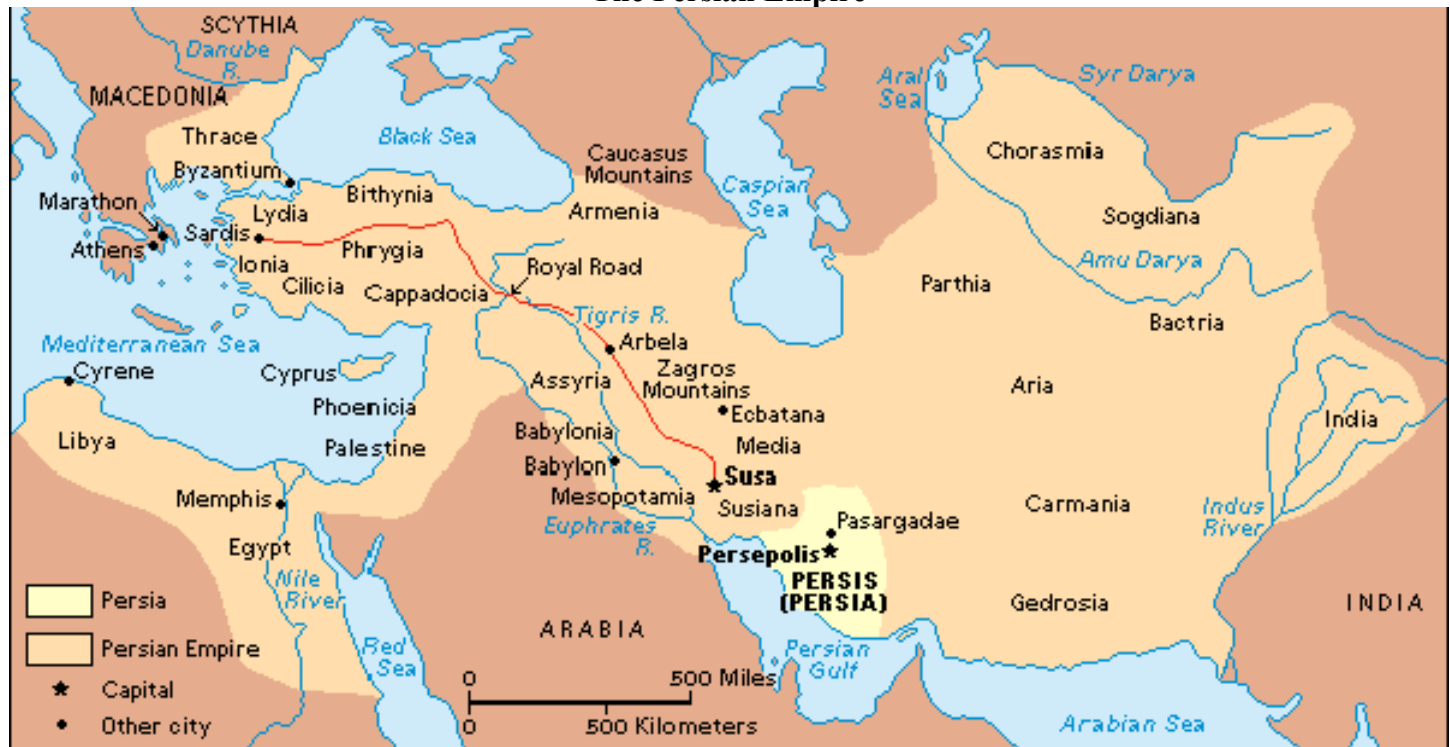 The Persian Empire
SCYTHIA
Danube
R.
MACEDONIA
Thrace
Byzantium
Black Sea
Caucasus
Mountains
Aral
Sea
Syr Darya
Chorasmia
Caspian
Sea
Sogdiana
Amu Darya
Marathon
Athens
Lydia
Sardis
Ionia
Bithynia
Phrygia
Cilicia
Cappadocia
Armenia
Royal Road
Tigris R.
Arbela
Zagros
Mountains
Parthia
Bactria
Mediterranean Sea
Cyrene
Cyprus
Phoenicia
Palestine
Assyria
Ecbatana
Media
Aria
India
Libya
Babylonia
Babylon
Mesopotamia
Euphrates
R.
Susa
Susiana
Memphis
Egypt
Nile
River
Red
Sea
Pasargadae
Persepolis
PERSIS
(PERSIA)
Carmania
Indus
River
Gedrosia
INDIA
ARABIA
Persian
Gulf
Arabian Sea
Persia
Persian Empire
Capital
Other city
0 500 Miles
0 500 Kilometers